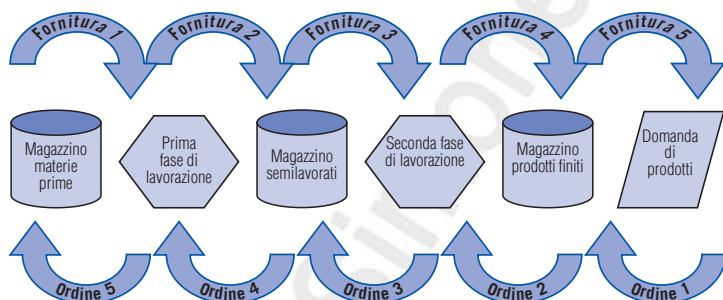 Fornitura 1
Fornitura 2
Fornitura 3
Fornitura 4
Fornitura 5
Magazzino
materie
prime
Prima
fase di
lavorazione
Magazzino
semilavorati
Seconda fase
di lavorazione
Magazzino
prodotti finiti
Domanda
di
prodotti
Ordine 5
Ordine 4
Ordine 3
Ordine 2
Ordine 1